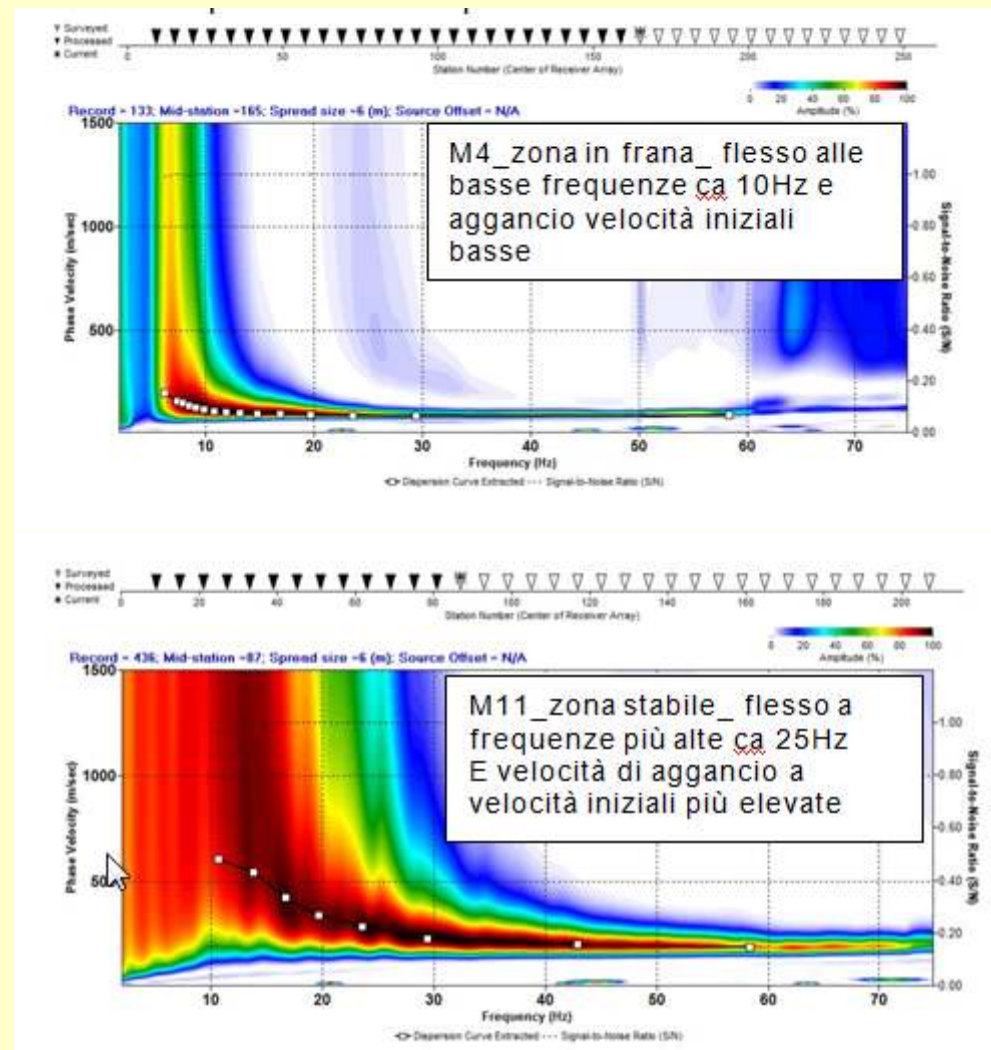 Surveyed
Processed
Current
0 50 100 150 200 250
Station Number (Center of Receiver Array)
0 20 40 60 80 100
Amplitude (%)
Record = 133; Mid-station =165; Spread size =6 (m); Source Offset = N/A
M4_zona in frana_ flesso alle
basse frequenze ca 10Hz e
aggancio velocità iniziali
basse
1500
1000
500
Phase Velocity (m/sec)
1.00
0.80
0.60
0.40
0.20
0.00
Signal-to-Noise Ratio (S/N)
10 20 30 40 50 60 70
Frequency (Hz)
Dispersion Curve Extracted --- Signal-to-Noise Ratio (S/N)
Surveyed
Processed
Current
0 20 40 60 80 100 120 140 160 180 200
Station Number (Center of Receiver Array)
0 20 40 60 80 100
Amplitude (%)
Record = 436; Mid-station =87; Spread size =6 (m); Source Offset = N/A
M11_zona stabile_ flesso a
frequenze più alte ca 25Hz
E velocità di aggancio a
velocità iniziali più elevate
1500
1000
500
Phase Velocity (m/sec)
1.00
0.80
0.60
0.40
0.20
0.00
Signal-to-Noise Ratio (S/N)
10 20 30 40 50 60 70
Frequency (Hz)
Dispersion Curve Extracted --- Signal-to-Noise Ratio (S/N)